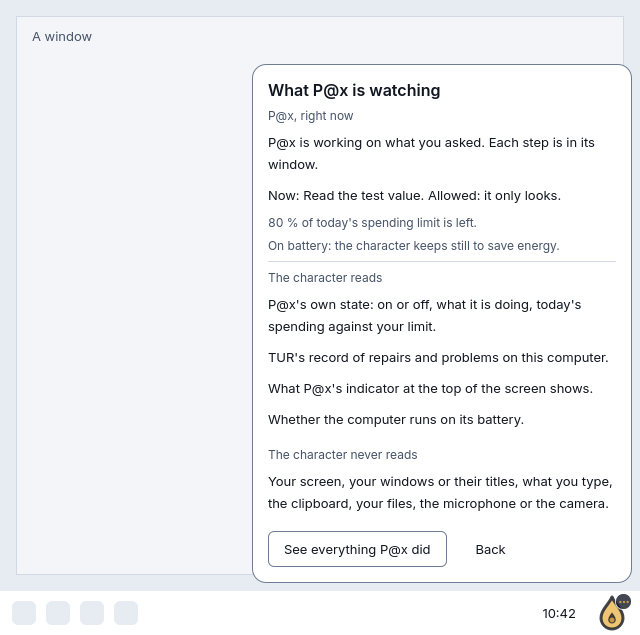 A window
What P@x is watching
P@x, right now
P@x is working on what you asked. Each step is in its
window.
Now: Read the test value. Allowed: it only looks.
80 % of today's spending limit is left.
On battery: the character keeps still to save energy.
The character reads
P@x's own state: on or off, what it is doing, today's
spending against your limit.
TUR's record of repairs and problems on this computer.
What P@x's indicator at the top of the screen shows.
Whether the computer runs on its battery.
The character never reads
Your screen, your windows or their titles, what you type,
the clipboard, your files, the microphone or the camera.
See everything P@x did
Back
10:42